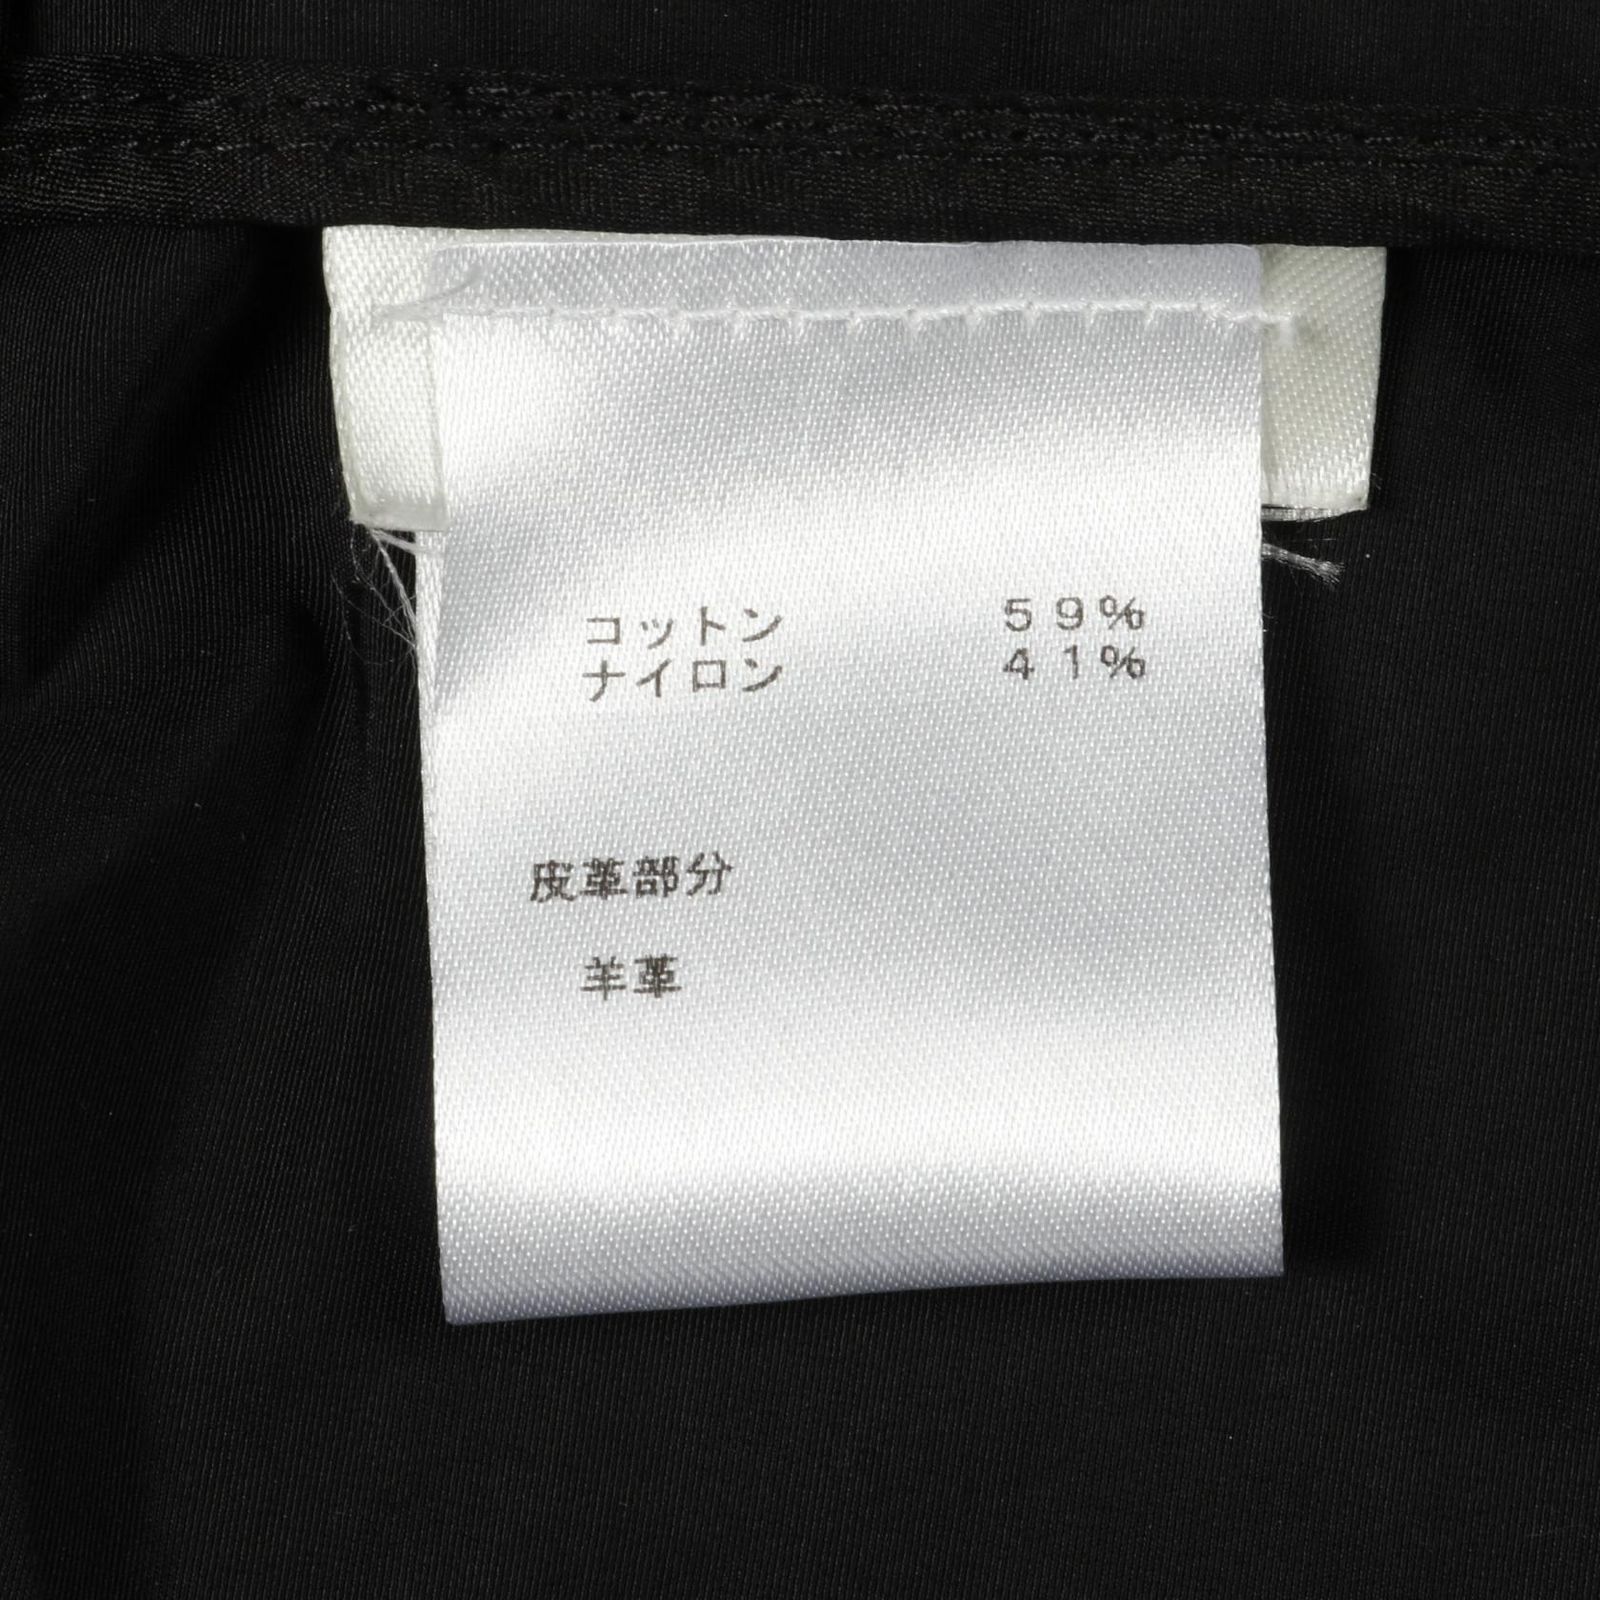 コットン 59%
ナイロン 41%
皮革部分
羊革